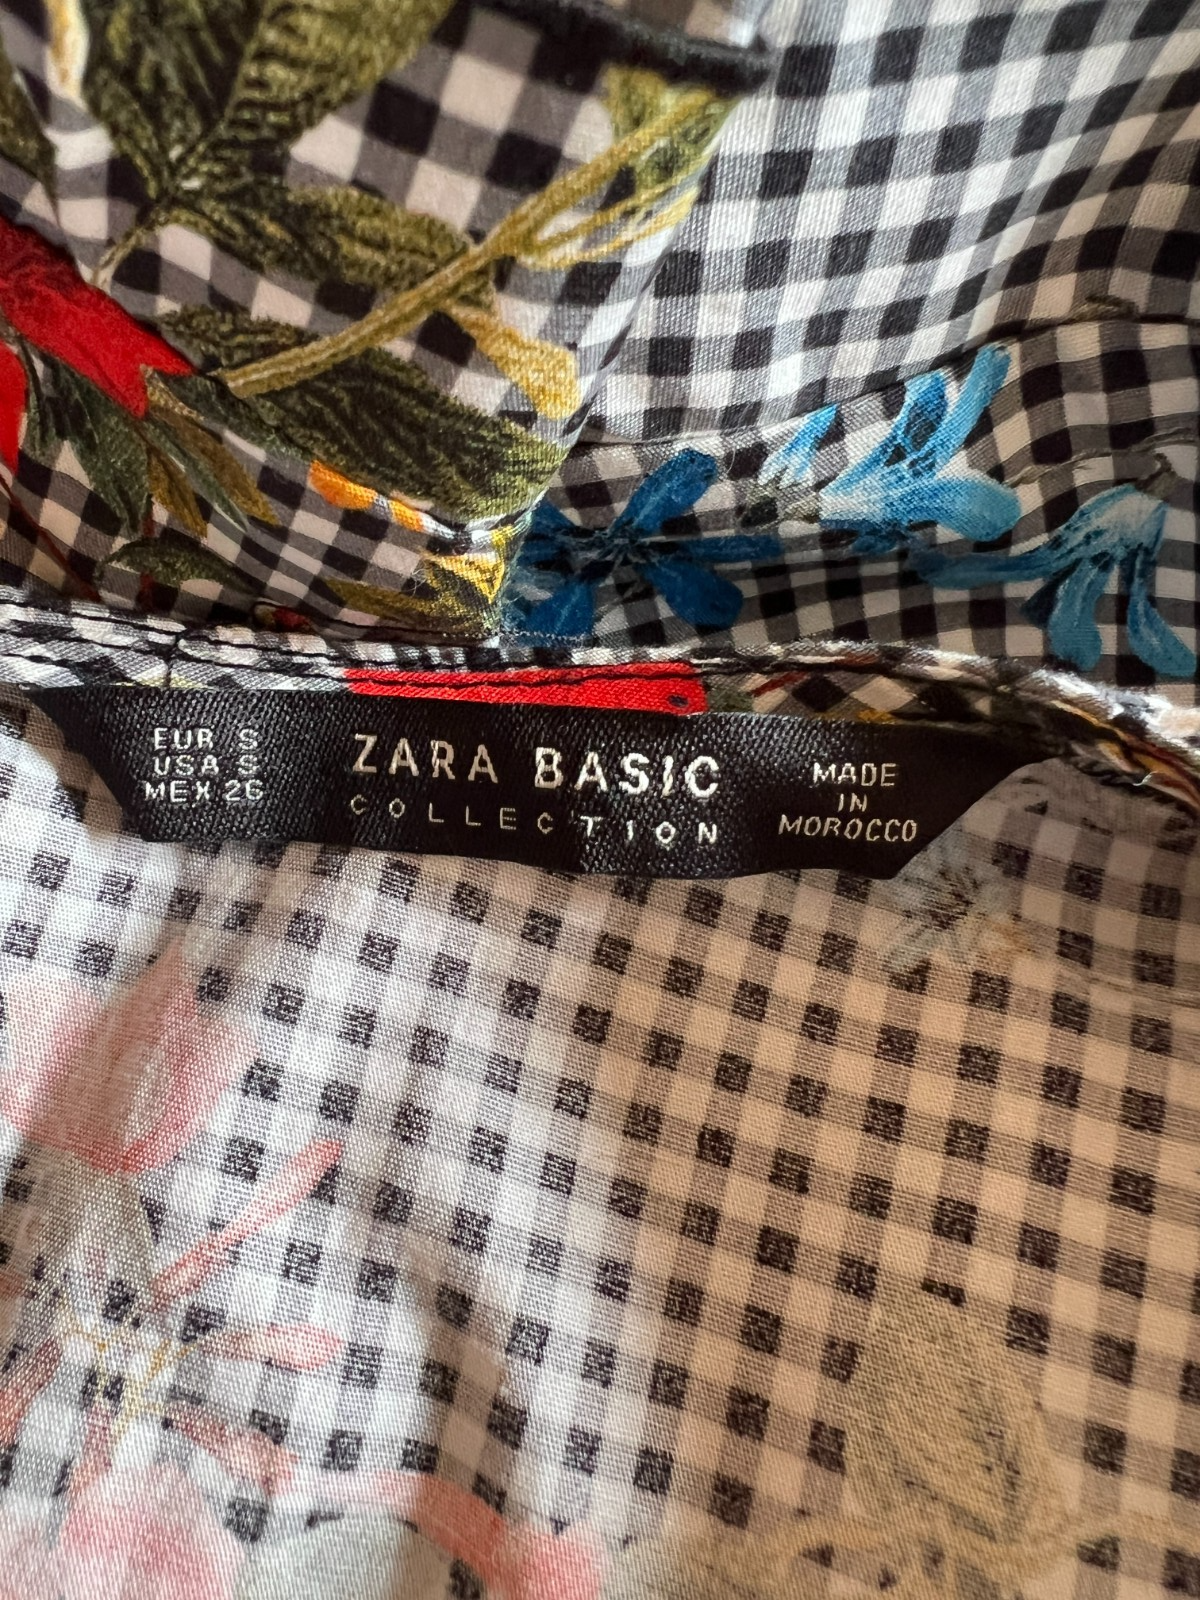 EUR S
USA S
MEX 26
ZARA BASIC
COLLECTION
MADE
IN
MOROCCO